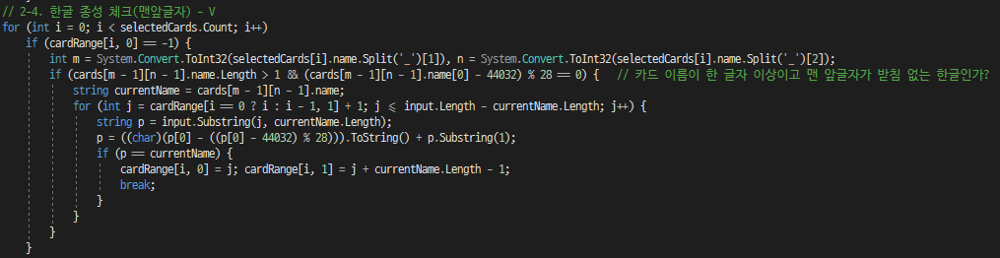 // 2-4. 한글 종성 체크(맨앞글자) - V
for (int i = 0; i < selectedCards.Count; i++)
if (cardRange[i, 0] == -1) {
int m = System.Convert.ToInt32(selectedCards[i].name.Split('_')[1]), n = System.Convert.ToInt32(selectedCards[i].name.Split('_')[2]);
if (cards[m - 1][n - 1].name.Length > 1 && (cards[m - 1][n - 1].name[0] - 44032) % 28 == 0) {   // 카드 이름이 한 글자 이상이고 맨 앞글자가 받침 없는 한글인가?
string currentName = cards[m - 1][n - 1].name;
for (int j = cardRange[i == 0 ? i : i - 1, 1] + 1; j <= input.Length - currentName.Length; j++) {
string p = input.Substring(j, currentName.Length);
p = ((char)(p[0] - ((p[0] - 44032) % 28))).ToString() + p.Substring(1);
if (p == currentName) {
cardRange[i, 0] = j; cardRange[i, 1] = j + currentName.Length - 1;
break;
}
}
}
}